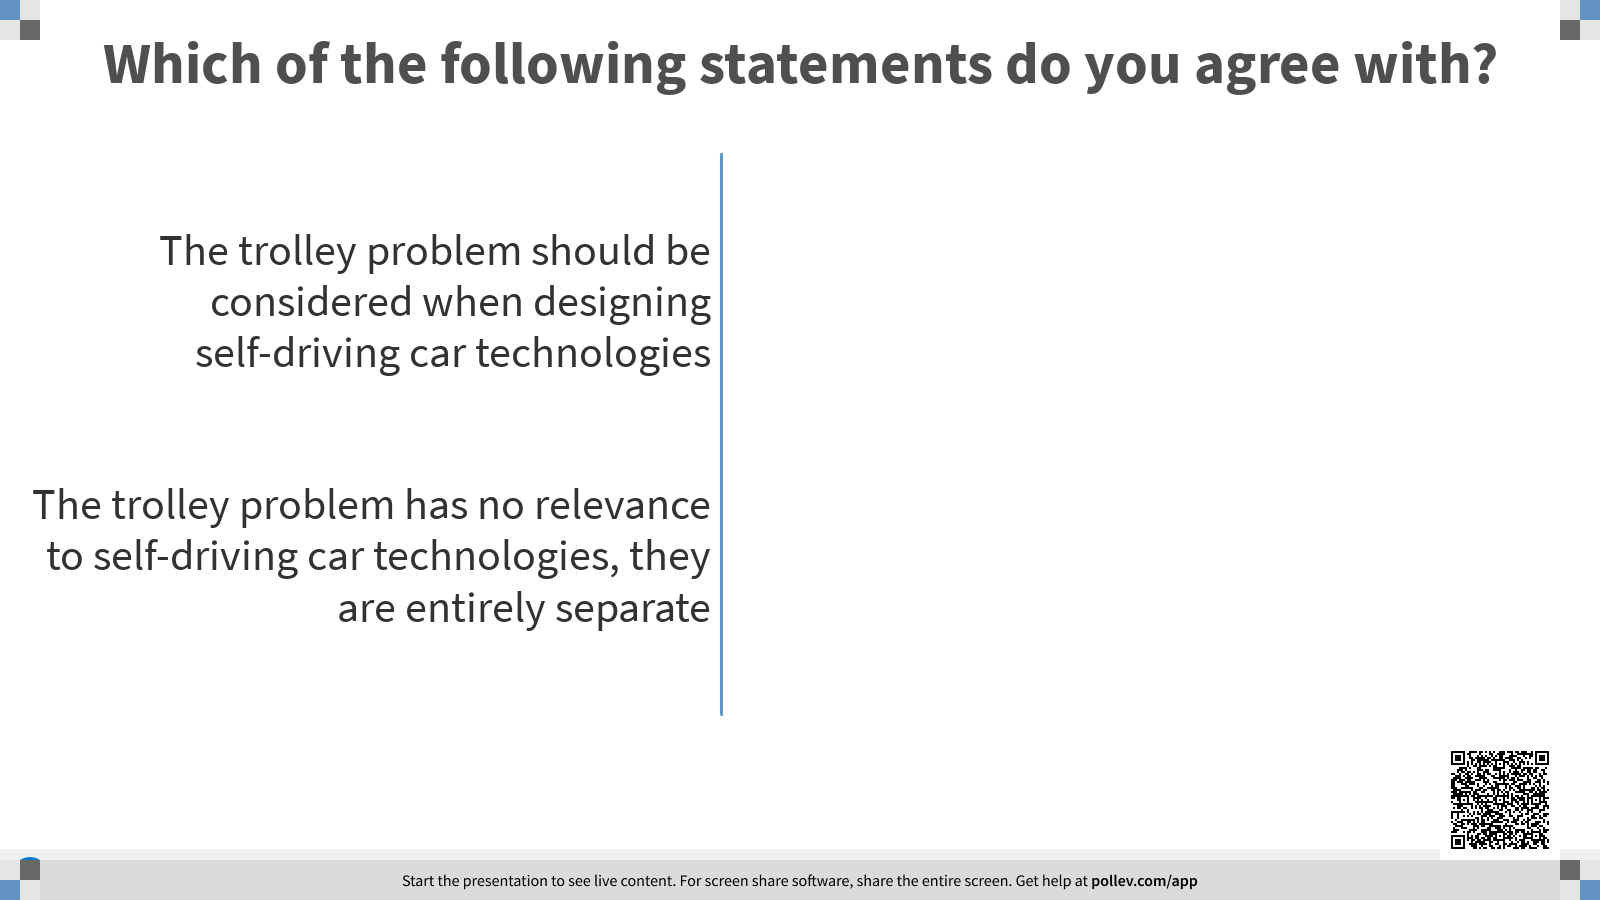 Which of the following statements do you agree with?
The trolley problem should be
considered when designing
self-driving car technologies
The trolley problem has no relevance
to self-driving car technologies, they
are entirely separate
Start the presentation to see live content. For screen share software, share the entire screen. Get help at pollev.com/app